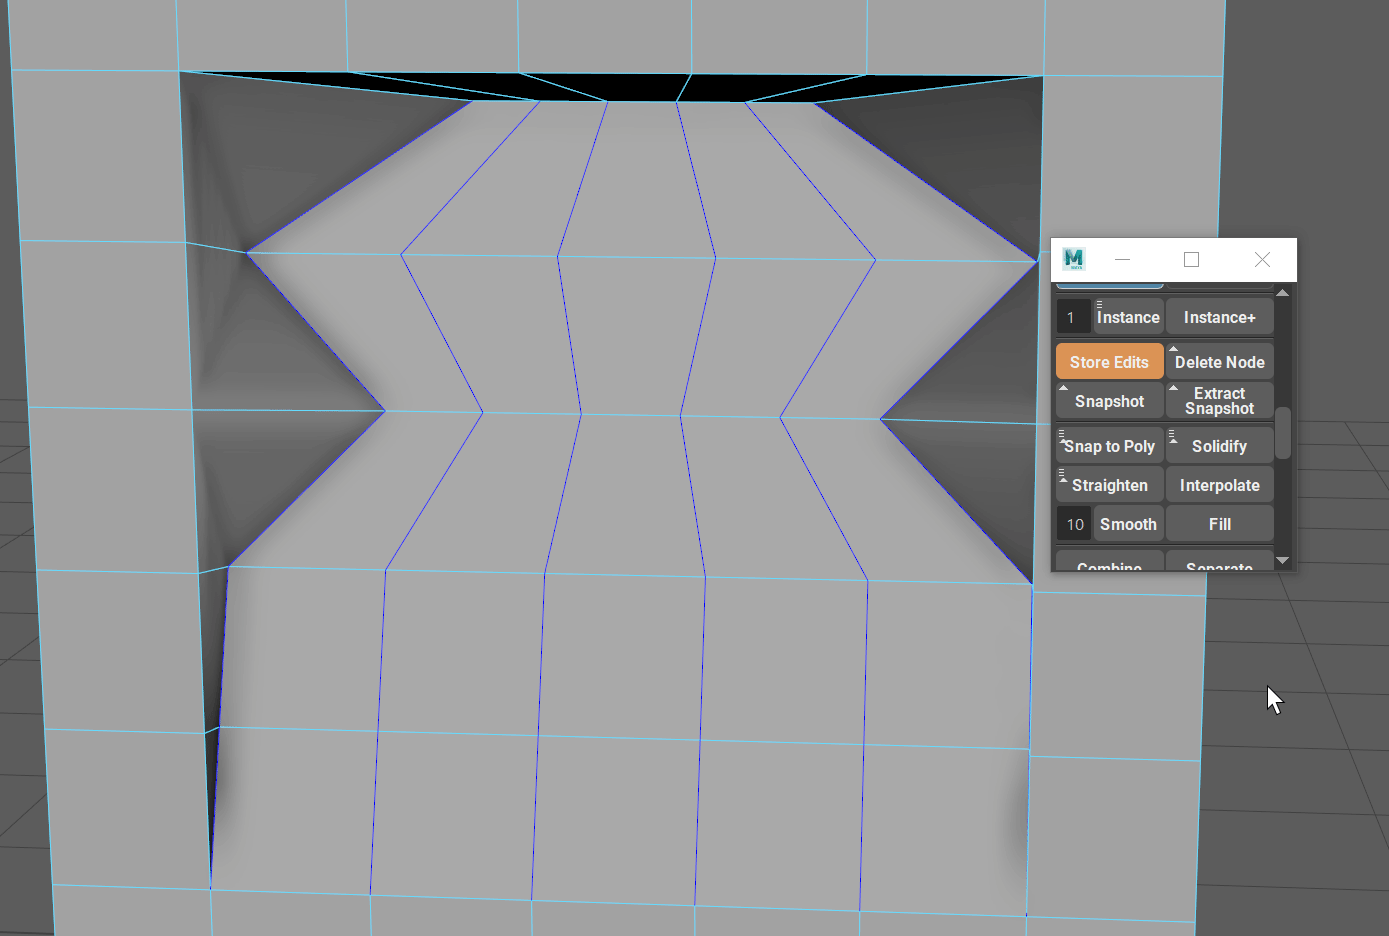 1 Instance Instance+
Store Edits Delete Node
Snapshot Extract Snapshot
Snap to Poly Solidify
Straighten Interpolate
10 Smooth Fill
Combine Separate